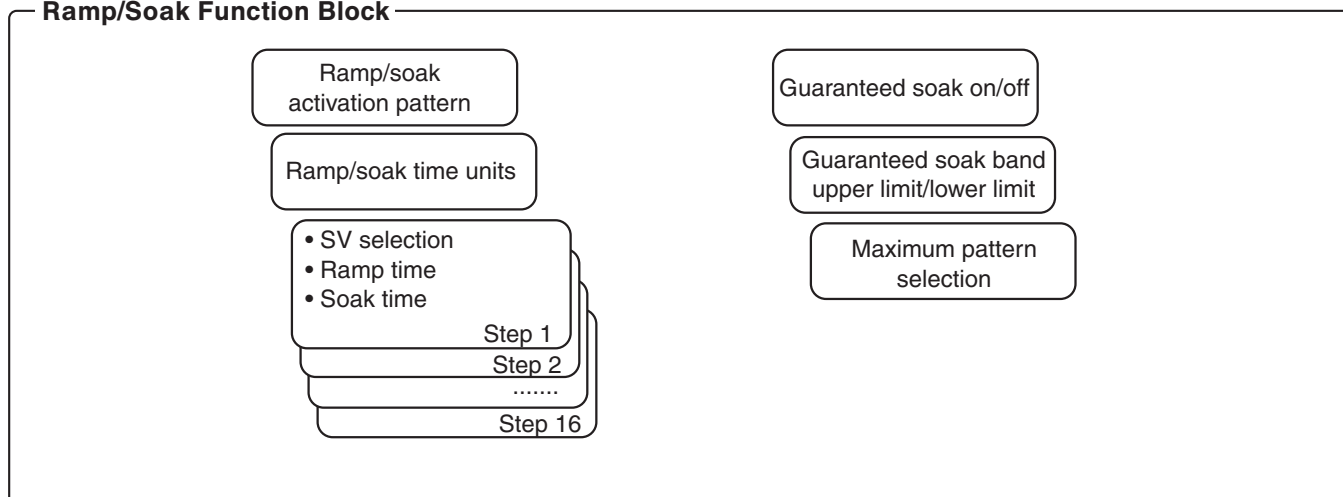 Ramp/Soak Function Block
Ramp/soak
activation pattern
Ramp/soak time units
• SV selection
• Ramp time
• Soak time
Step 1
Step 2
.......
Step 16
Guaranteed soak on/off
Guaranteed soak band
upper limit/lower limit
Maximum pattern
selection